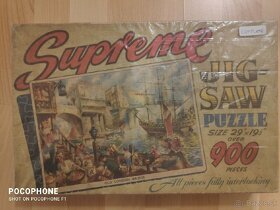 Supreme
JIG-
SAW
PUZZLE
SIZE 29"x19½"
OVER
900
PIECES
All pieces fully interlocking
POCOPHONE
SHOT ON POCOPHONE F1